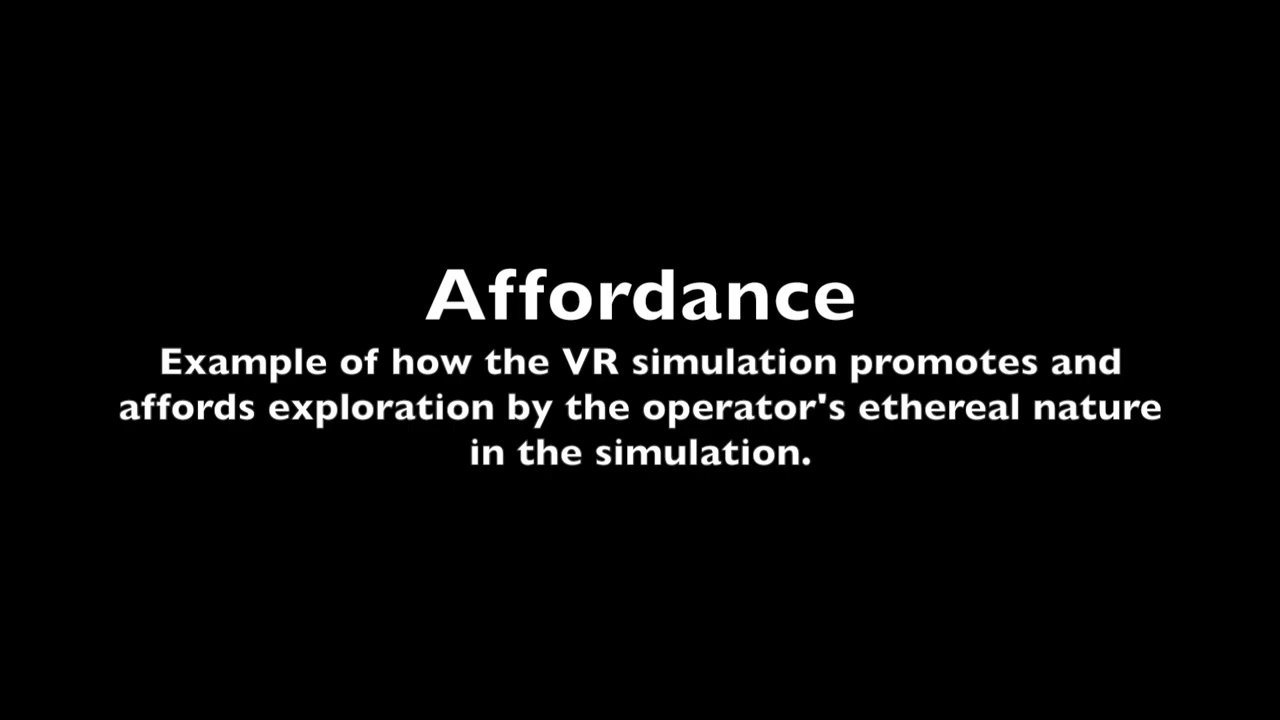 Affordance
Example of how the VR simulation promotes and
affords exploration by the operator's ethereal nature
in the simulation.